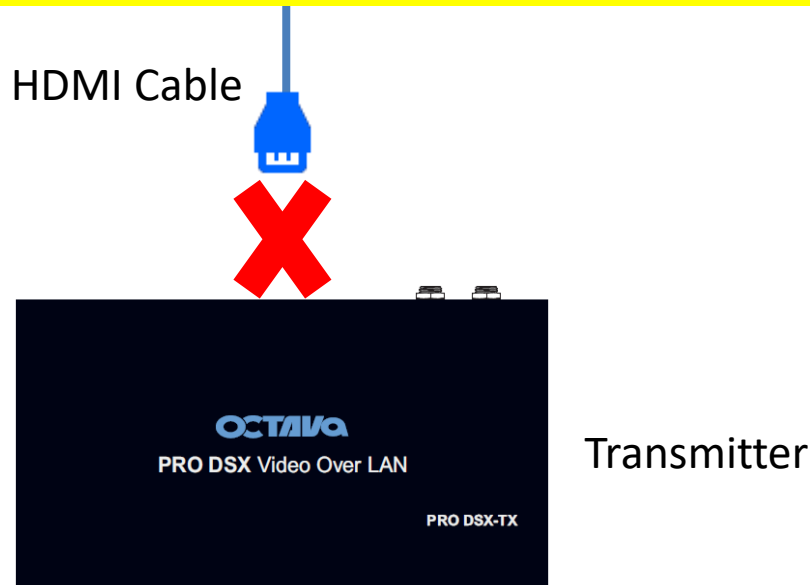 HDMI Cable
OCTAVA
PRO DSX Video Over LAN
Transmitter
PRO DSX-TX